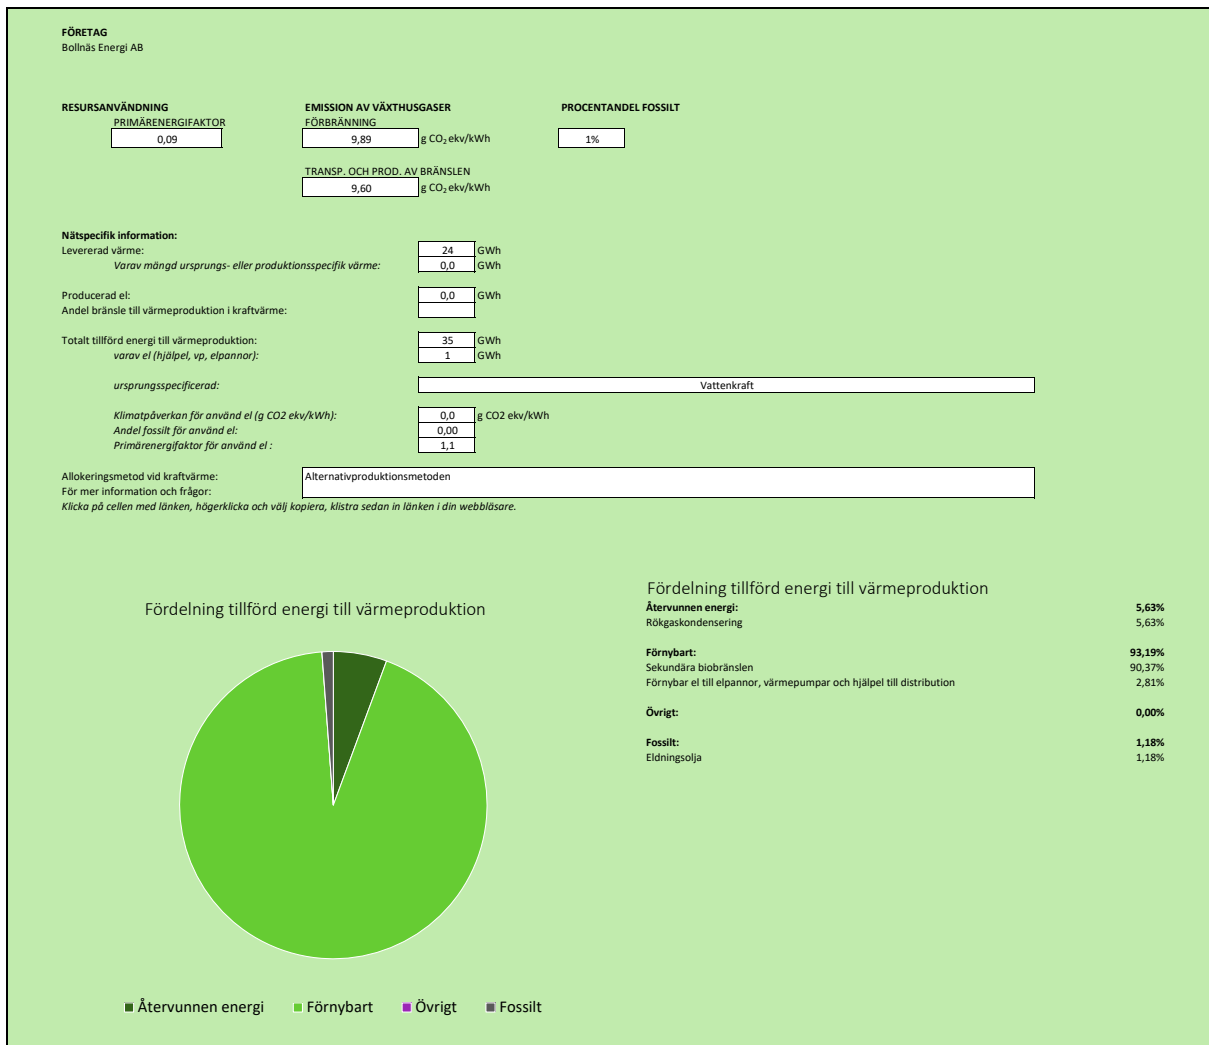 FÖRETAG
Bollnäs Energi AB
RESURSANVÄNDNING EMISSION AV VÄXTHUSGASER PROCENTANDEL FOSSILT
PRIMÄRENERGIFAKTOR FÖRBRÄNNING
0,09 9,89 g CO₂ ekv/kWh 1%
TRANSP. OCH PROD. AV BRÄNSLEN
9,60 g CO₂ ekv/kWh
Nätspecifik information:
Levererad värme: 24 GWh
Varav mängd ursprungs- eller produktionsspecifik värme: 0,0 GWh
Producerad el: 0,0 GWh
Andel bränsle till värmeproduktion i kraftvärme:
Totalt tillförd energi till värmeproduktion: 35 GWh
varav el (hjälpel, vp, elpannor): 1 GWh
ursprungsspecificerad: Vattenkraft
Klimatpåverkan för använd el (g CO2 ekv/kWh): 0,0 g CO2 ekv/kWh
Andel fossilt för använd el: 0,00
Primärenergifaktor för använd el : 1,1
Allokeringsmetod vid kraftvärme: Alternativproduktionsmetoden
För mer information och frågor:
Klicka på cellen med länken, högerklicka och välj kopiera, klistra sedan in länken i din webbläsare.
Fördelning tillförd energi till värmeproduktion
Återvunnen energi
Förnybart
Övrigt
Fossilt
Fördelning tillförd energi till värmeproduktion
Återvunnen energi: 5,63%
Rökgaskondensering 5,63%
Förnybart: 93,19%
Sekundära biobränslen 90,37%
Förnybar el till elpannor, värmepumpar och hjälpel till distribution 2,81%
Övrigt: 0,00%
Fossilt: 1,18%
Eldningsolja 1,18%